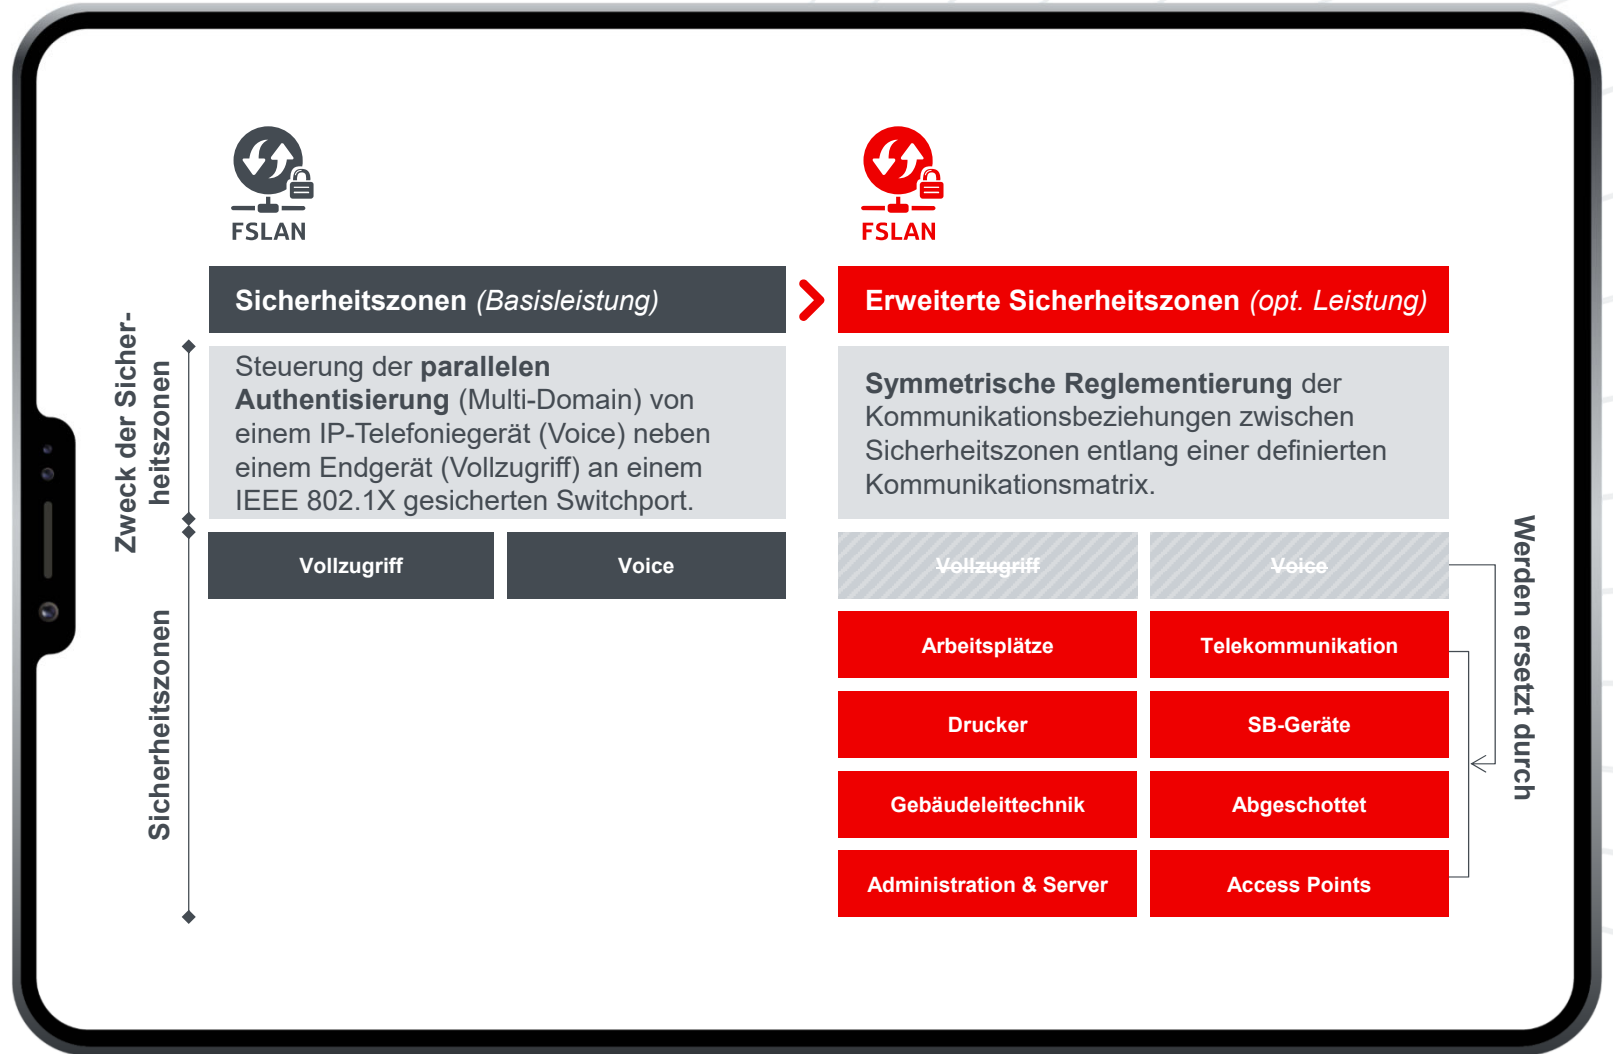 FSLAN
FSLAN
Sicherheitszonen (Basisleistung)
Erweiterte Sicherheitszonen (opt. Leistung)
Zweck der Sicher-
heitszonen
Steuerung der parallelen
Authentisierung (Multi-Domain) von
einem IP-Telefoniegerät (Voice) neben
einem Endgerät (Vollzugriff) an einem
IEEE 802.1X gesicherten Switchport.
Symmetrische Reglementierung der
Kommunikationsbeziehungen zwischen
Sicherheitszonen entlang einer definierten
Kommunikationsmatrix.
Sicherheitszonen
Vollzugriff
Voice
Vollzugriff
Voice
Arbeitsplätze
Telekommunikation
Drucker
SB-Geräte
Gebäudeleittechnik
Abgeschottet
Administration & Server
Access Points
Werden ersetzt durch